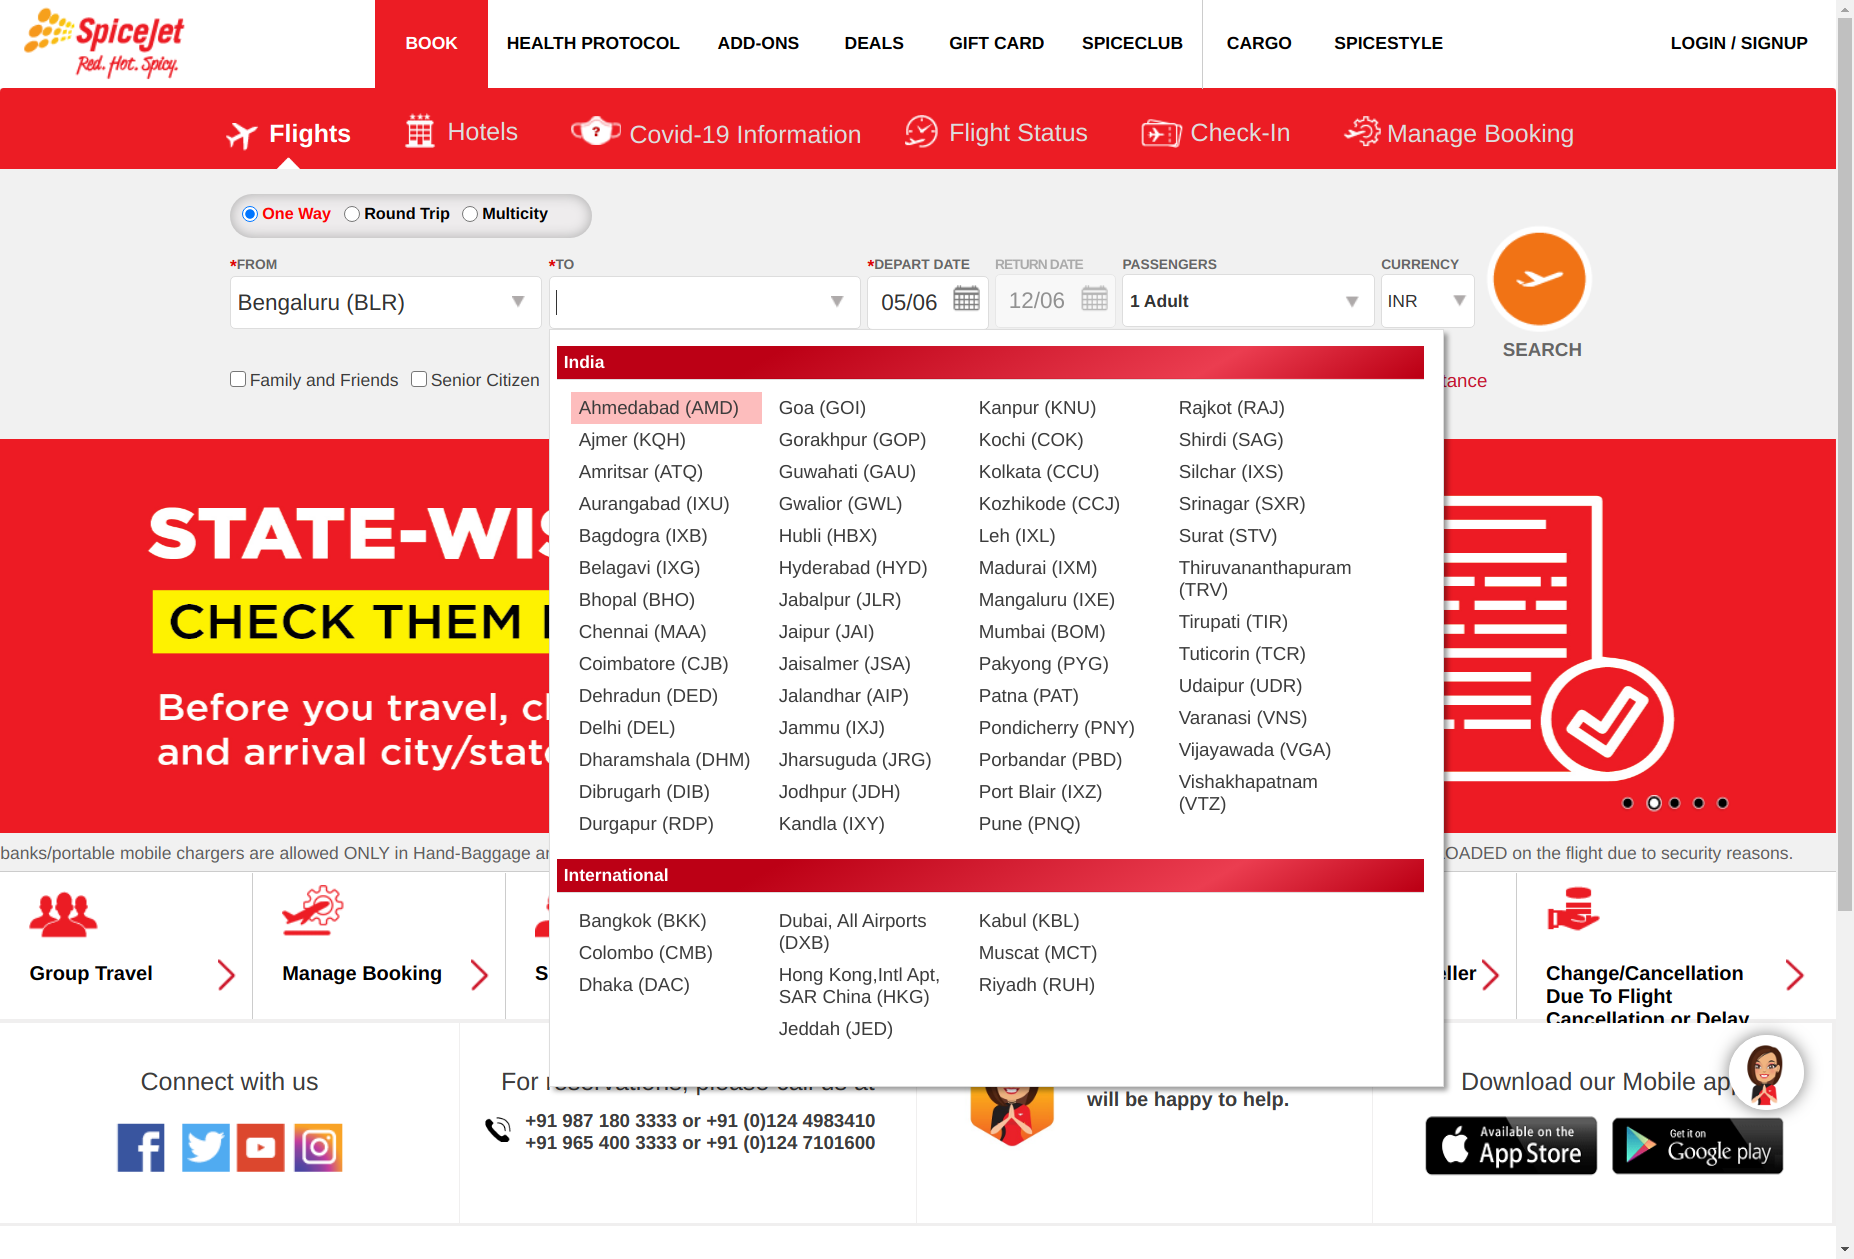 SpiceJet
Red. Hot. Spicy.
BOOK
HEALTH PROTOCOL
ADD-ONS
DEALS
GIFT CARD
SPICECLUB
CARGO
SPICESTYLE
LOGIN / SIGNUP
Flights
Hotels
Covid-19 Information
Flight Status
Check-In
Manage Booking
One Way
Round Trip
Multicity
*FROM
*TO
*DEPART DATE
RETURN DATE
PASSENGERS
CURRENCY
Bengaluru (BLR)
05/06
12/06
1 Adult
INR
SEARCH
Family and Friends
Senior Citizen
tance
India
Ahmedabad (AMD)
Ajmer (KQH)
Amritsar (ATQ)
Aurangabad (IXU)
Bagdogra (IXB)
Belagavi (IXG)
Bhopal (BHO)
Chennai (MAA)
Coimbatore (CJB)
Dehradun (DED)
Delhi (DEL)
Dharamshala (DHM)
Dibrugarh (DIB)
Durgapur (RDP)
Goa (GOI)
Gorakhpur (GOP)
Guwahati (GAU)
Gwalior (GWL)
Hubli (HBX)
Hyderabad (HYD)
Jabalpur (JLR)
Jaipur (JAI)
Jaisalmer (JSA)
Jalandhar (AIP)
Jammu (IXJ)
Jharsuguda (JRG)
Jodhpur (JDH)
Kandla (IXY)
Kanpur (KNU)
Kochi (COK)
Kolkata (CCU)
Kozhikode (CCJ)
Leh (IXL)
Madurai (IXM)
Mangaluru (IXE)
Mumbai (BOM)
Pakyong (PYG)
Patna (PAT)
Pondicherry (PNY)
Porbandar (PBD)
Port Blair (IXZ)
Pune (PNQ)
Rajkot (RAJ)
Shirdi (SAG)
Silchar (IXS)
Srinagar (SXR)
Surat (STV)
Thiruvananthapuram
(TRV)
Tirupati (TIR)
Tuticorin (TCR)
Udaipur (UDR)
Varanasi (VNS)
Vijayawada (VGA)
Vishakhapatnam
(VTZ)
International
Bangkok (BKK)
Colombo (CMB)
Dhaka (DAC)
Dubai, All Airports
(DXB)
Hong Kong,Intl Apt,
SAR China (HKG)
Jeddah (JED)
Kabul (KBL)
Muscat (MCT)
Riyadh (RUH)
STATE-WIS
CHECK THEM
Before you travel, c
and arrival city/stat
banks/portable mobile chargers are allowed ONLY in Hand-Baggage a
OADED on the flight due to security reasons.
Group Travel
Manage Booking
S
ller
Change/Cancellation
Due To Flight
Cancellation or Delay
Connect with us
For reservations, please call us at
+91 987 180 3333 or +91 (0)124 4983410
+91 965 400 3333 or +91 (0)124 7101600
will be happy to help.
Download our Mobile ap
Available on the
App Store
Get it on
Google play